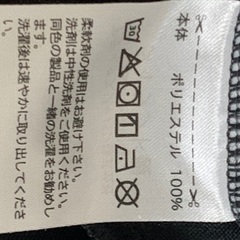 本体 ポリエステル 100%
柔軟剤の使用はお避け下さい。
洗剤は中性洗剤をご使用ください。
同色の製品と一緒の洗濯をお勧めし
ます。
洗濯後は速やかに取り出してくださ
い。